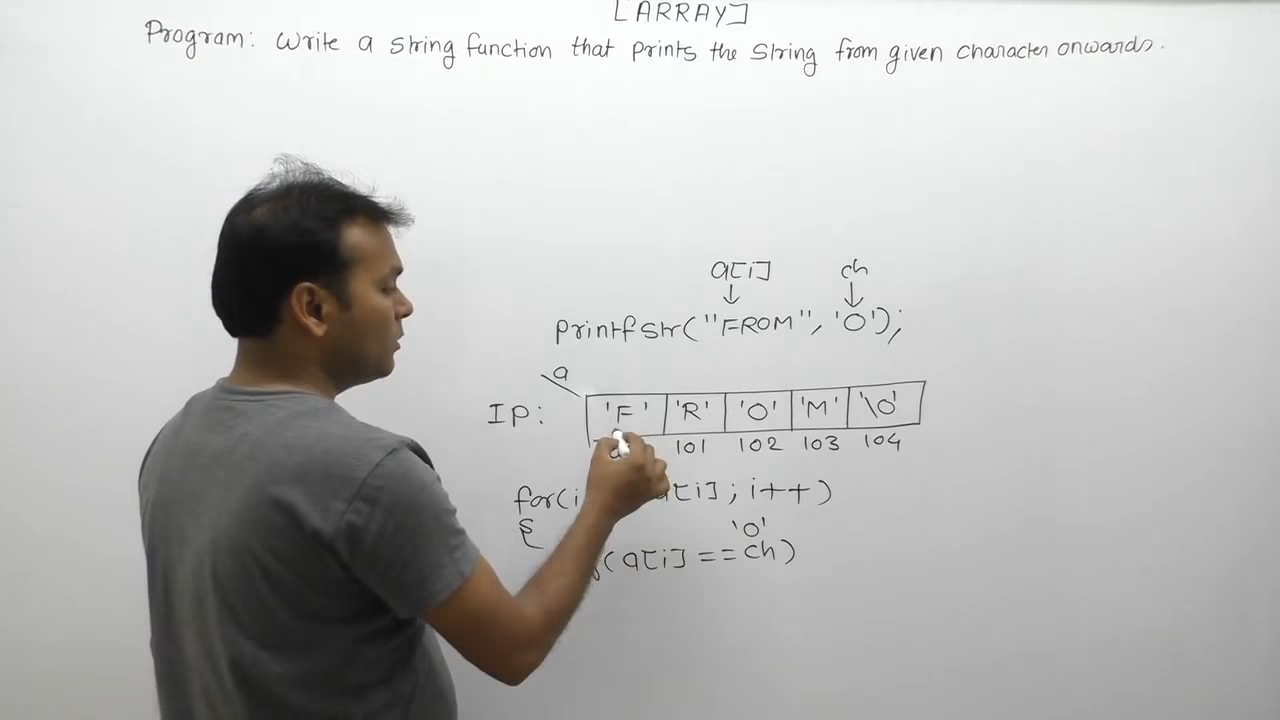 [ARRAY]
Program: Write a string function that prints the string from given character onwards.
a[i] ch
↓ ↓
printfstr("FROM", 'O');
a
IP: 'F' 'R' 'O' 'M' '\0'
101 102 103 104
for(i a[i]; i++)
{ 'O'
(a[i] == ch)